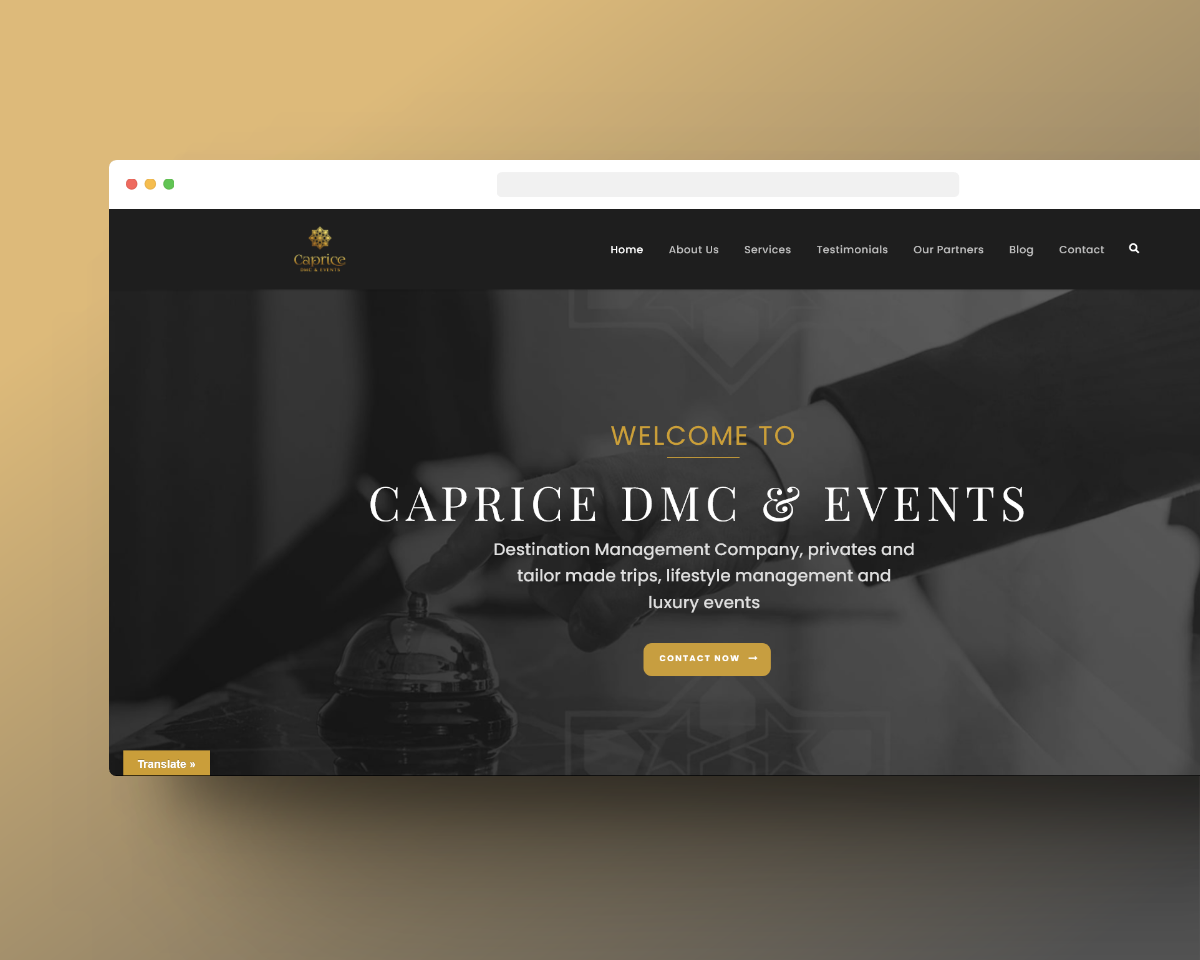 Caprice
DMC & EVENTS
Home About Us Services Testimonials Our Partners Blog Contact
WELCOME TO
CAPRICE DMC & EVENTS
Destination Management Company, privates and
tailor made trips, lifestyle management and
luxury events
CONTACT NOW →
Translate »